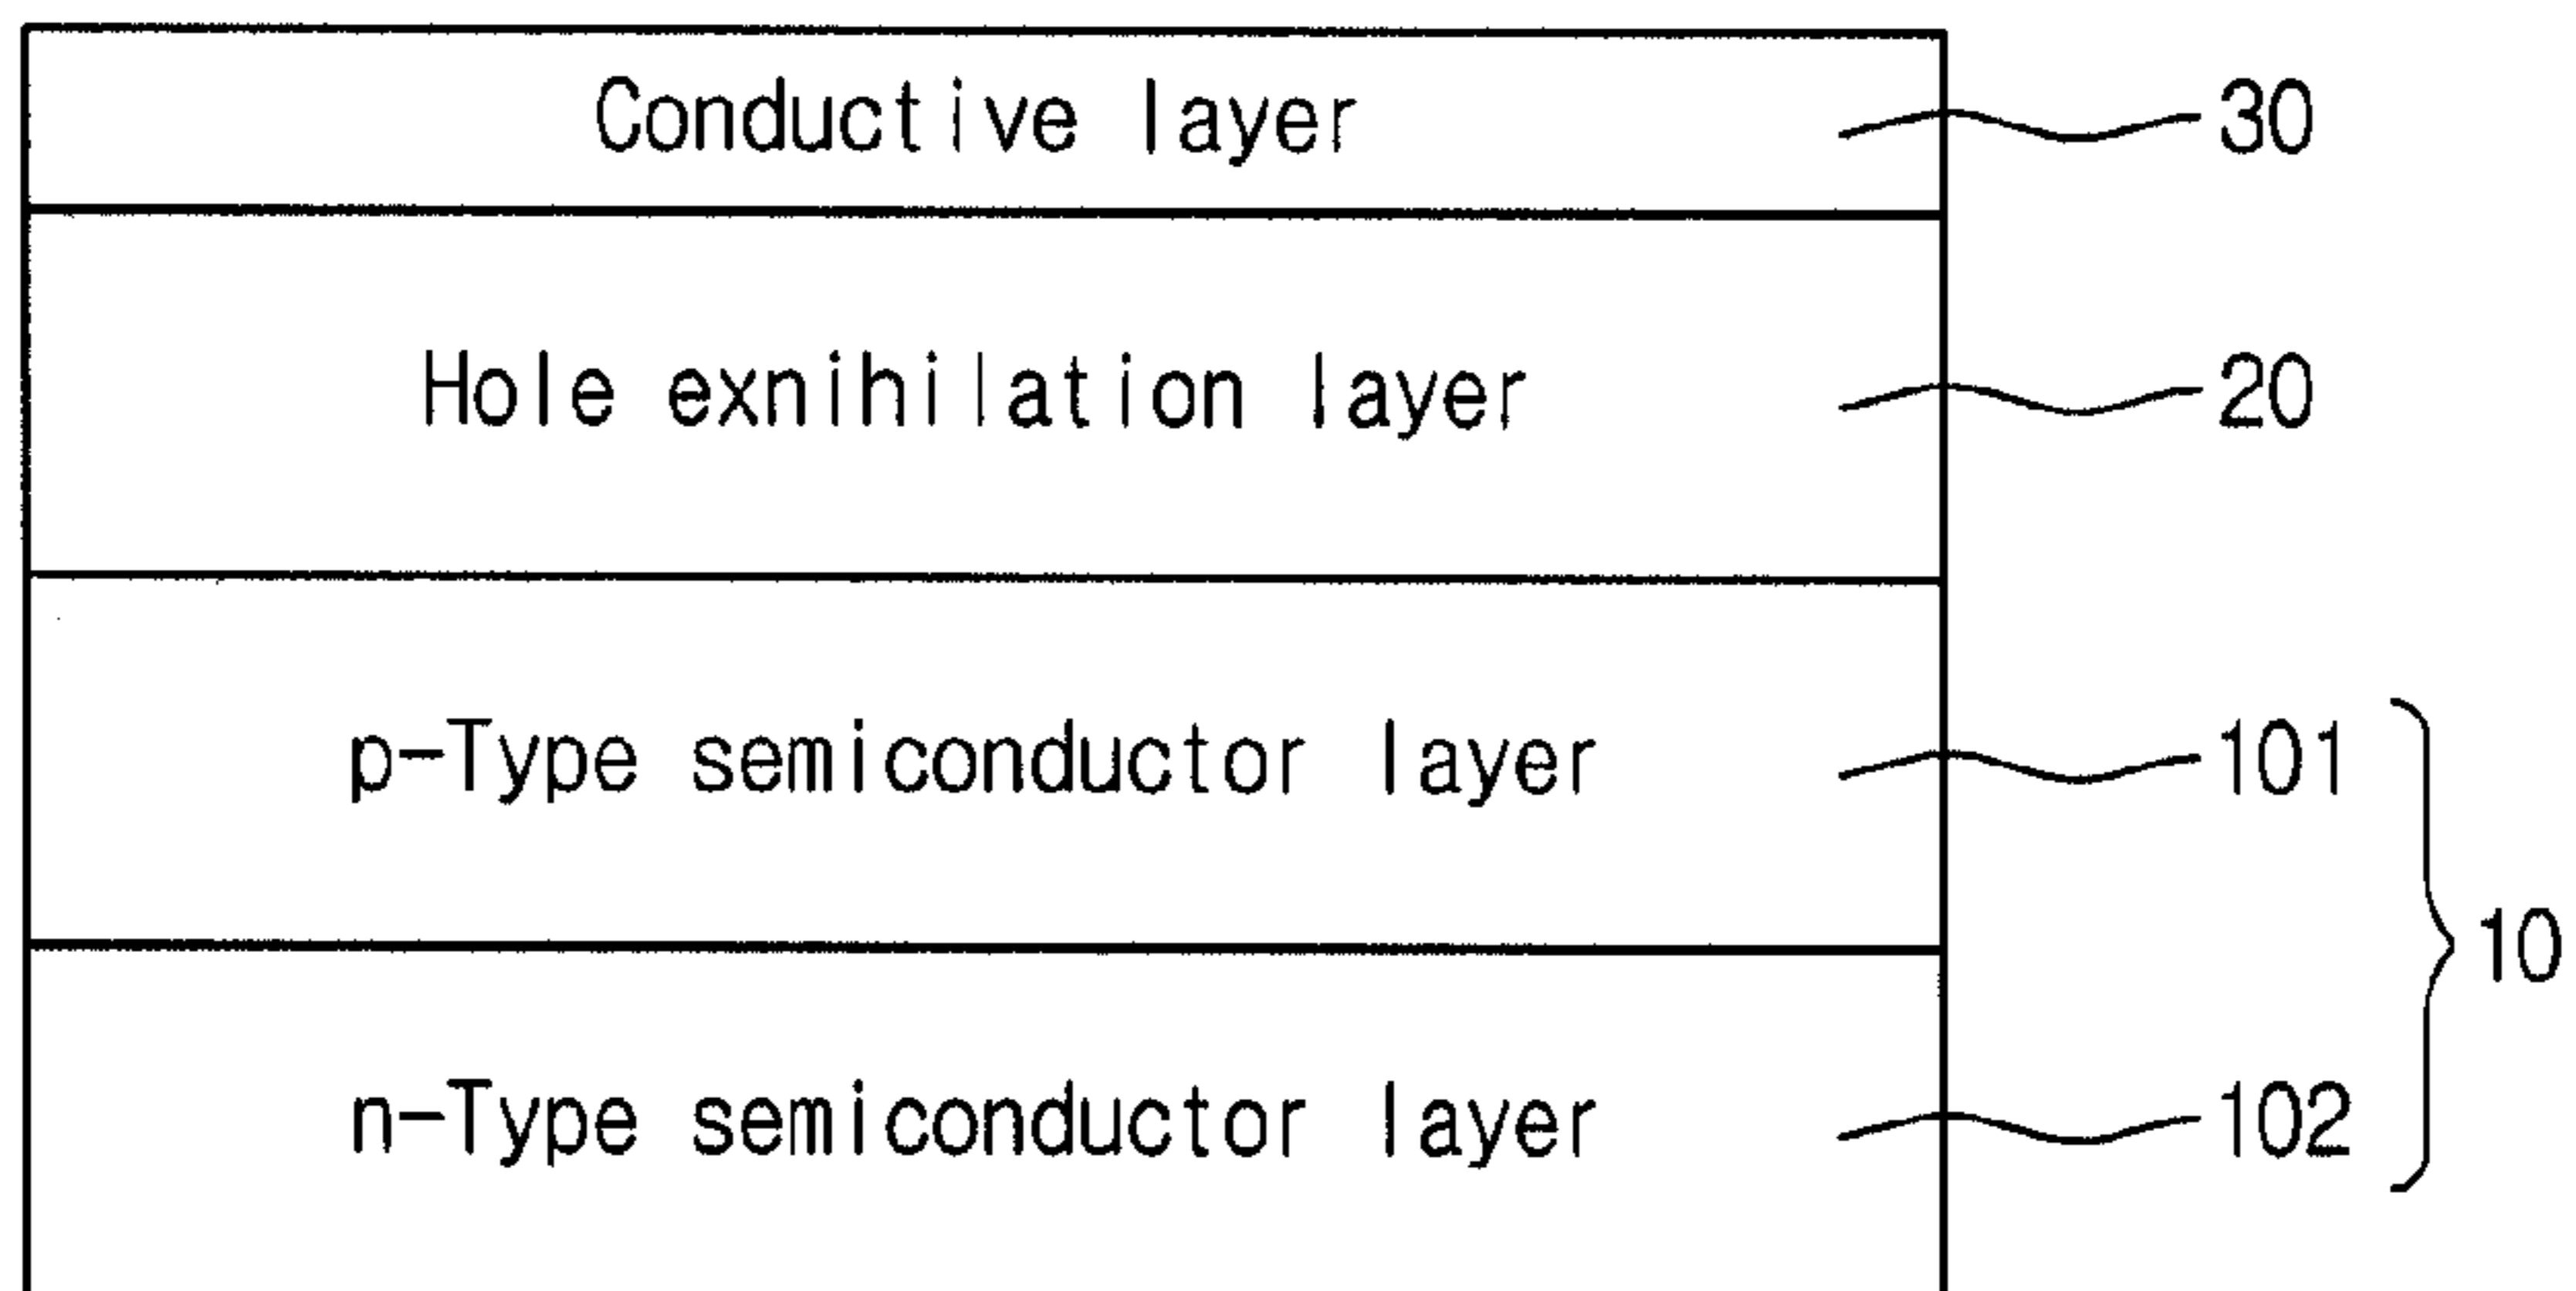 Conductive layer 30
Hole exnihilation layer 20
p-Type semiconductor layer 101
10
n-Type semiconductor layer 102